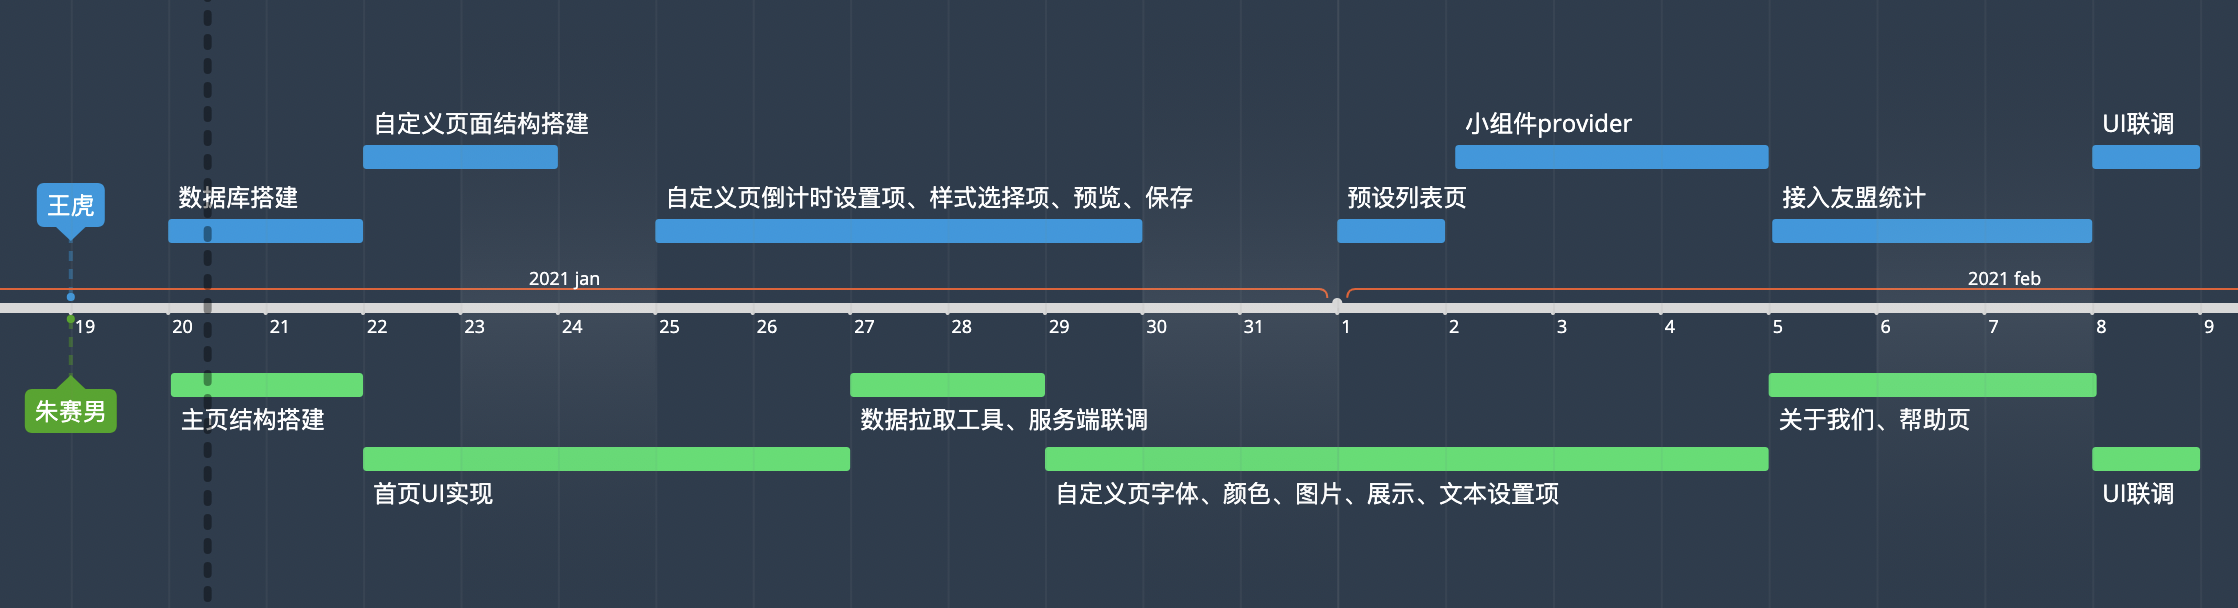 自定义页面结构搭建
小组件provider
UI联调
王虎
数据库搭建
自定义页倒计时设置项、样式选择项、预览、保存
预设列表页
接入友盟统计
2021 jan
2021 feb
19 20 21 22 23 24 25 26 27 28 29 30 31 1 2 3 4 5 6 7 8 9
朱赛男
主页结构搭建
数据拉取工具、服务端联调
关于我们、帮助页
首页UI实现
自定义页字体、颜色、图片、展示、文本设置项
UI联调